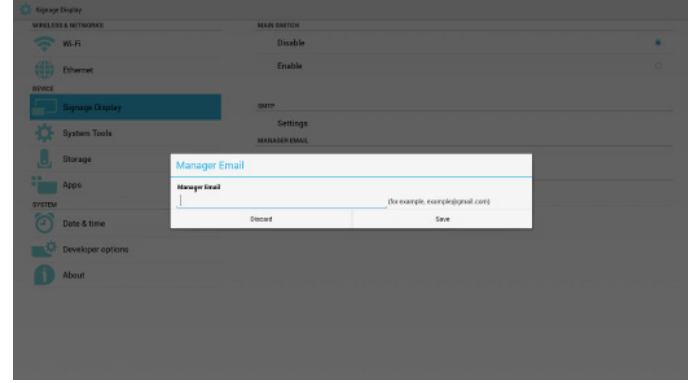 Signage Display
WIRELESS & NETWORKS
Wi-Fi
Ethernet
DEVICE
Signage Display
System Tools
Storage
Apps
SYSTEM
Date & time
Developer options
About
MAIN SWITCH
Disable
Enable
SMTP
Settings
MANAGER EMAIL
Manager Email
Manager Email
(for example, example@gmail.com)
Discard
Save